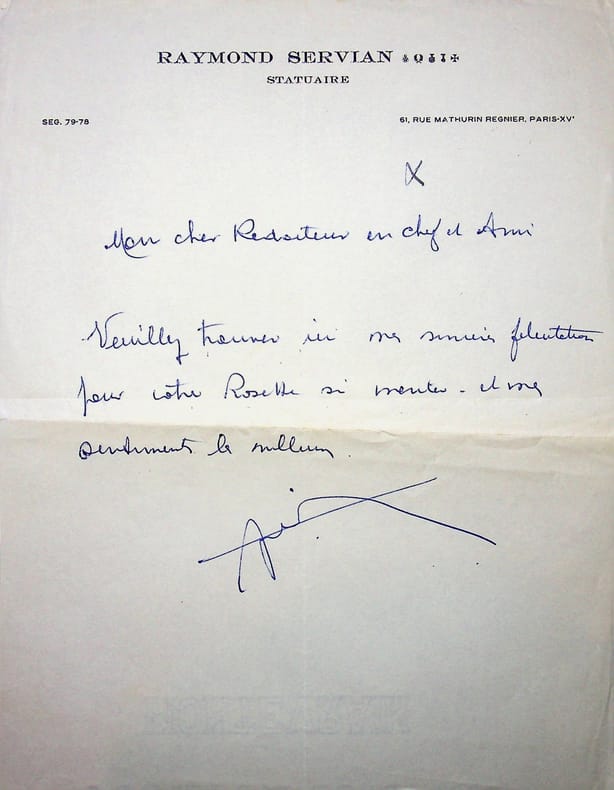 RAYMOND SERVIAN
STATUAIRE
SEG. 79-78
61, RUE MATHURIN REGNIER, PARIS-XVᵉ
X
Mon cher Redacteur en chef et Ami
Veuillez trouver ici mes sincères félicitations
pour votre Rosette si meritée - et mes
sentiments les meilleurs.